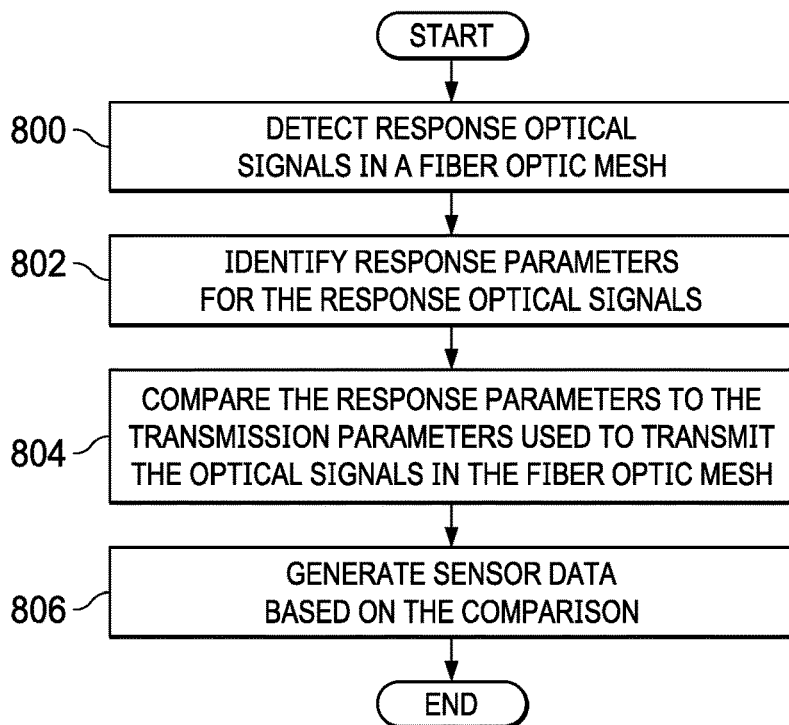 START
800
DETECT RESPONSE OPTICAL
SIGNALS IN A FIBER OPTIC MESH
802
IDENTIFY RESPONSE PARAMETERS
FOR THE RESPONSE OPTICAL SIGNALS
804
COMPARE THE RESPONSE PARAMETERS TO THE
TRANSMISSION PARAMETERS USED TO TRANSMIT
THE OPTICAL SIGNALS IN THE FIBER OPTIC MESH
806
GENERATE SENSOR DATA
BASED ON THE COMPARISON
END